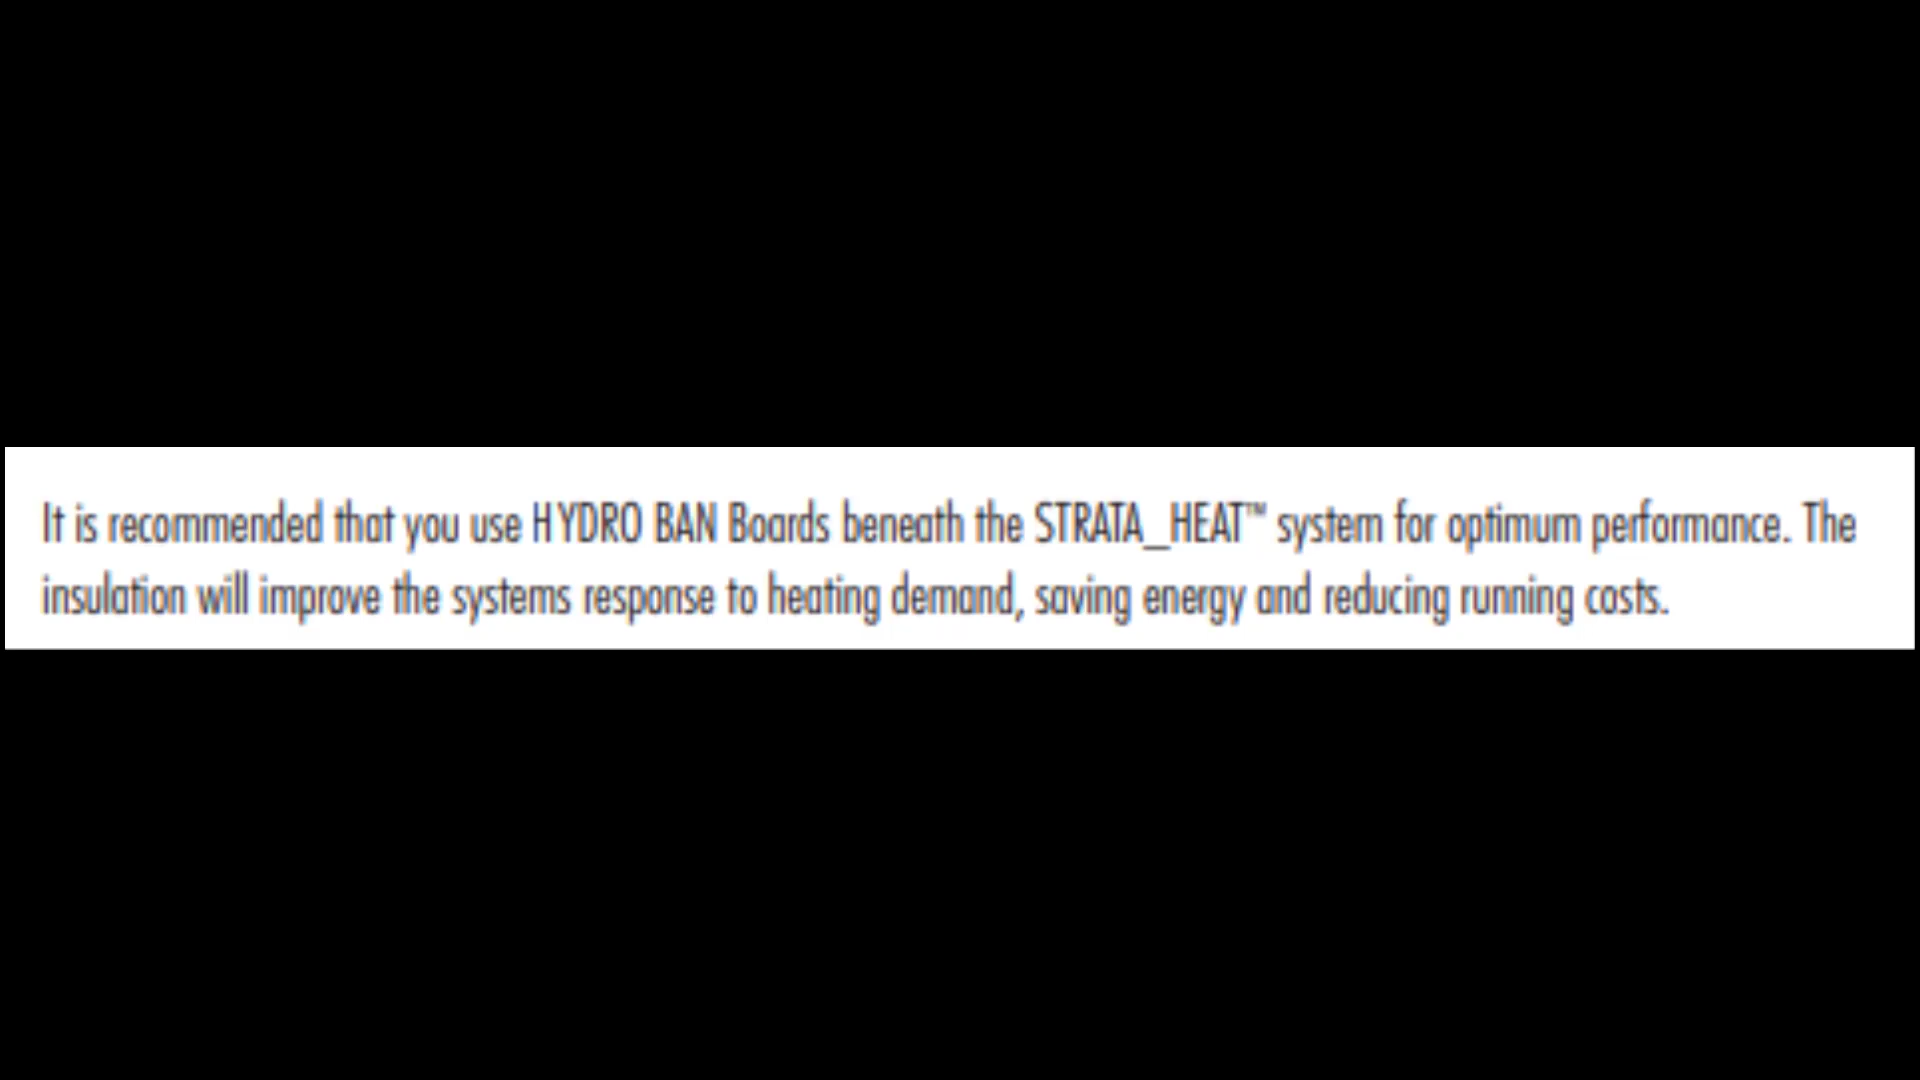 It is recommended that you use HYDRO BAN Boards beneath the STRATA_HEAT™ system for optimum performance. The
insulation will improve the systems response to heating demand, saving energy and reducing running costs.